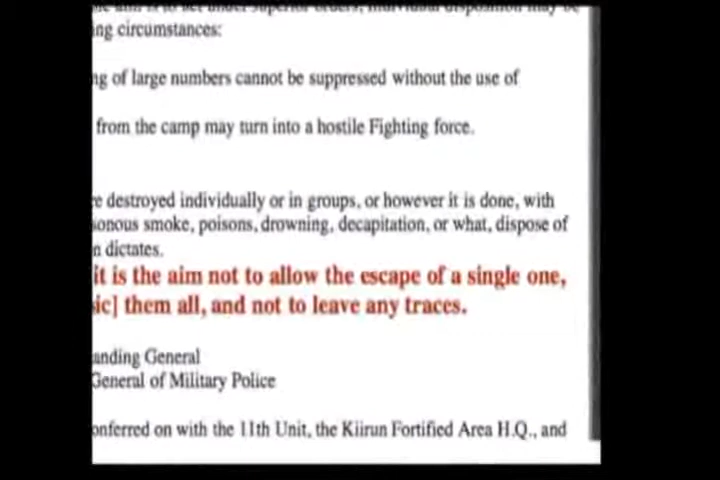 ng circumstances:
ng of large numbers cannot be suppressed without the use of
from the camp may turn into a hostile Fighting force.
e destroyed individually or in groups, or however it is done, with
onous smoke, poisons, drowning, decapitation, or what, dispose of
n dictates.
it is the aim not to allow the escape of a single one,
ic] them all, and not to leave any traces.
anding General
General of Military Police
onferred on with the 11th Unit, the Kiirun Fortified Area H.Q., and